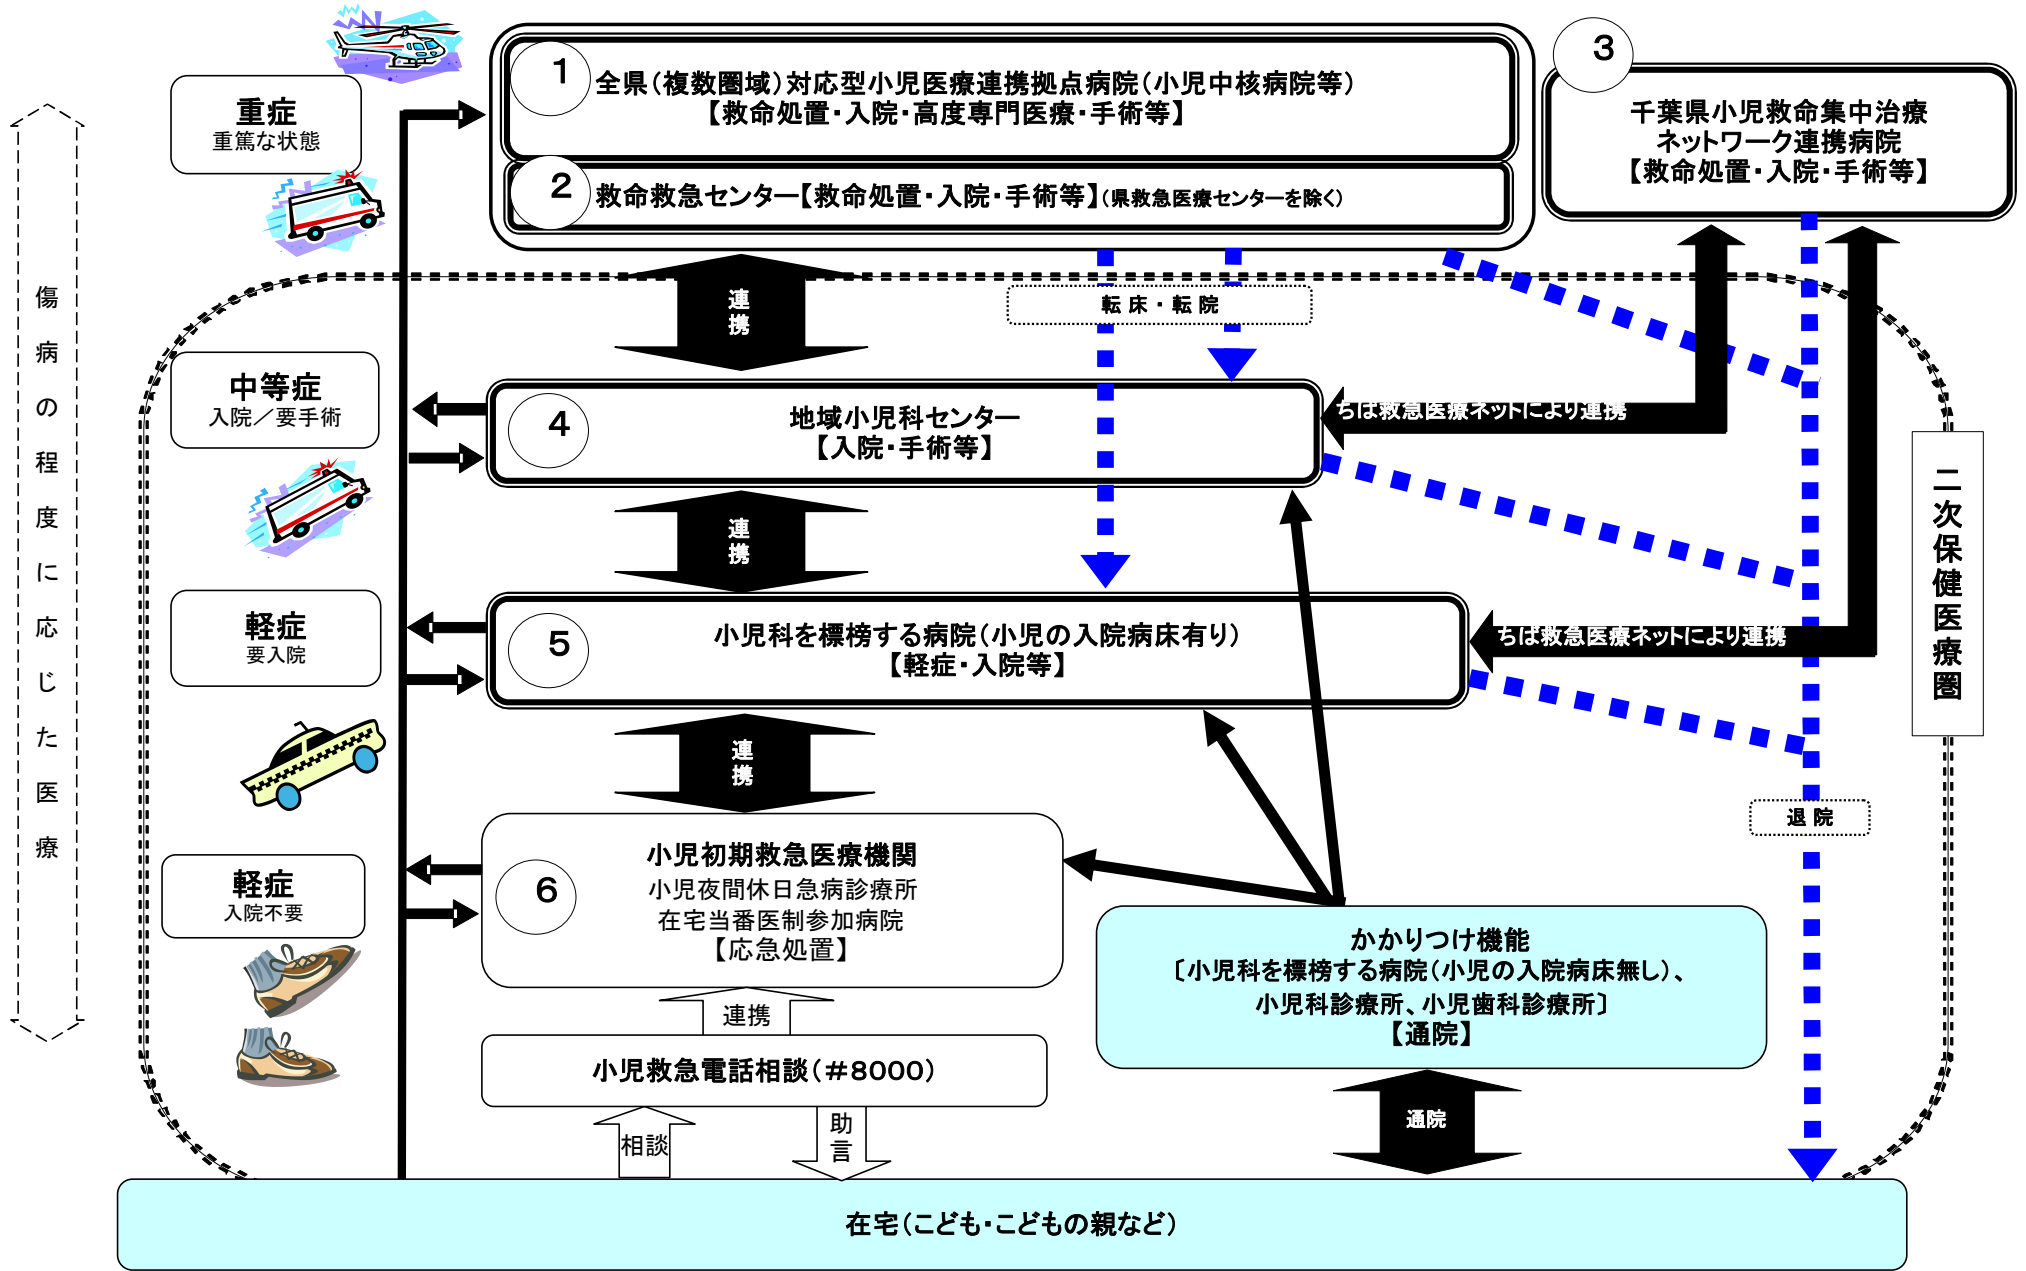 1
全県（複数圏域）対応型小児医療連携拠点病院（小児中核病院等）
【救命処置・入院・高度専門医療・手術等】
2
救命救急センター【救命処置・入院・手術等】（県救急医療センターを除く）
3
千葉県小児救命集中治療
ネットワーク連携病院
【救命処置・入院・手術等】
重症
重篤な状態
傷病の程度に応じた医療
連携
転床・転院
中等症
入院／要手術
4
地域小児科センター
【入院・手術等】
ちば救急医療ネットにより連携
二次保健医療圏
連携
軽症
要入院
5
小児科を標榜する病院（小児の入院病床有り）
【軽症・入院等】
ちば救急医療ネットにより連携
連携
退院
軽症
入院不要
6
小児初期救急医療機関
小児夜間休日急病診療所
在宅当番医制参加病院
【応急処置】
かかりつけ機能
〔小児科を標榜する病院（小児の入院病床無し）、
小児科診療所、小児歯科診療所〕
【通院】
連携
小児救急電話相談（＃8000）
相談
助言
通院
在宅（こども・こどもの親など）